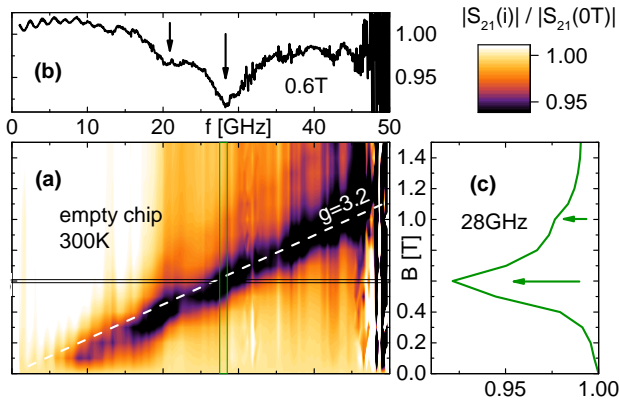 |S21(i)| / |S21(0T)|
1.00
0.95
(b)
0.6T
1.00
0.95
0 10 20 30 40 50
f [GHz]
(a)
empty chip
300K
g=3.2
1.4
1.2
1.0
0.8
0.6
0.4
0.2
0.0
B [T]
(c)
28GHz
0.95 1.00